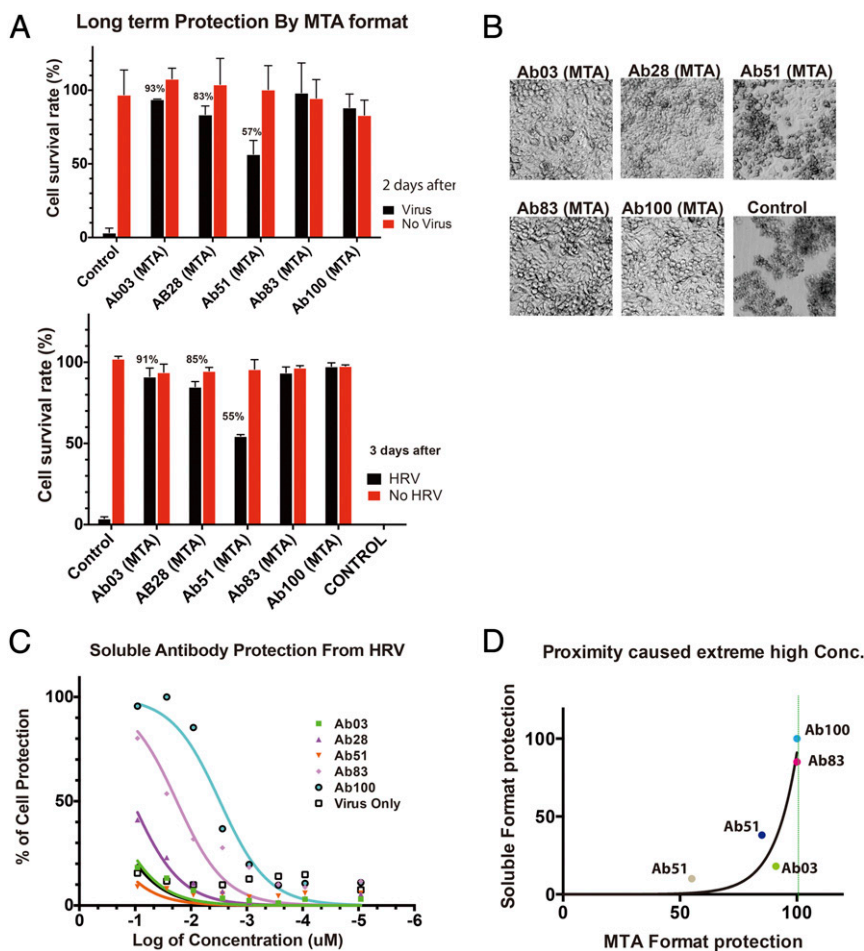 A
Long term Protection By MTA format
Cell survival rate (%)
100
50
0
93%
83%
57%
2 days after
Virus
No Virus
Control
Ab03 (MTA)
AB28 (MTA)
Ab51 (MTA)
Ab83 (MTA)
Ab100 (MTA)
Cell survival rate (%)
100
50
0
91%
85%
55%
3 days after
HRV
No HRV
Control
Ab03 (MTA)
AB28 (MTA)
Ab51 (MTA)
Ab83 (MTA)
Ab100 (MTA)
CONTROL
B
Ab03 (MTA) Ab28 (MTA) Ab51 (MTA)
Ab83 (MTA) Ab100 (MTA) Control
C
Soluble Antibody Protection From HRV
% of Cell Protection
100
50
0
Ab03
Ab28
Ab51
Ab83
Ab100
Virus Only
0 -1 -2 -3 -4 -5 -6
Log of Concentration (uM)
D
Proximity caused extreme high Conc.
Soluble Format protection
100
50
0
Ab100
Ab83
Ab51
Ab51
Ab03
0 50 100
MTA Format protection